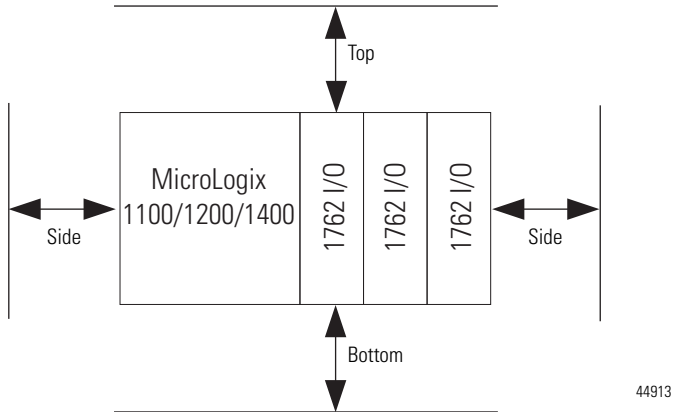 Top
MicroLogix
1100/1200/1400
1762 I/O
1762 I/O
1762 I/O
Side
Side
Bottom
44913